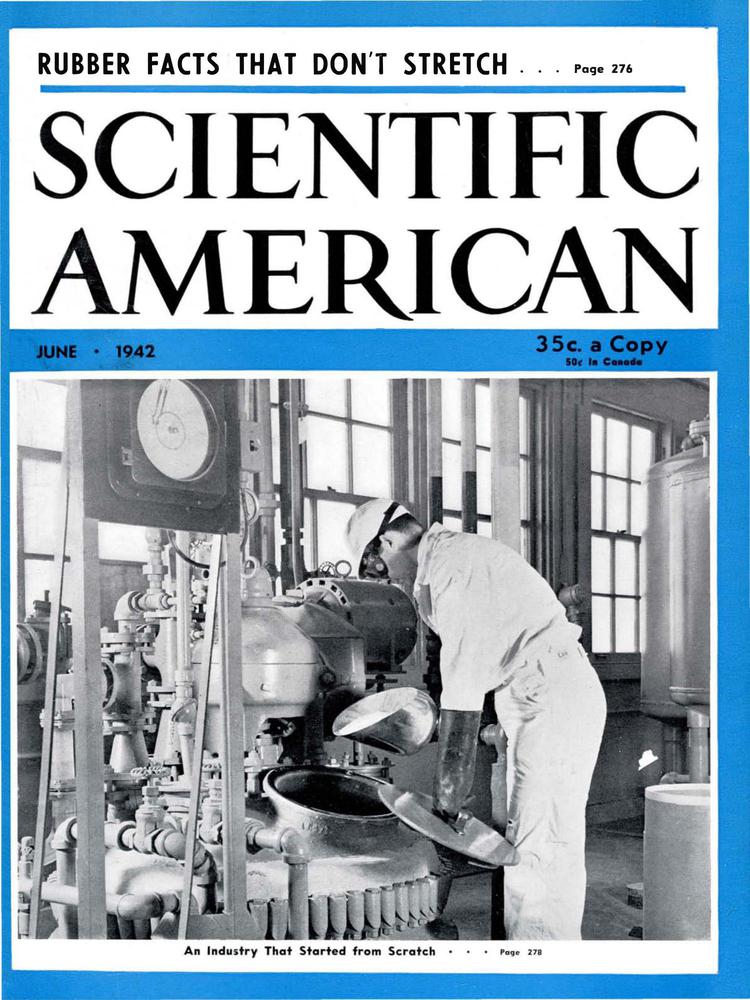 RUBBER FACTS THAT DON'T STRETCH . . . Page 276
SCIENTIFIC
AMERICAN
JUNE • 1942
35c. a Copy
50c In Canada
An Industry That Started from Scratch • • • Page 278